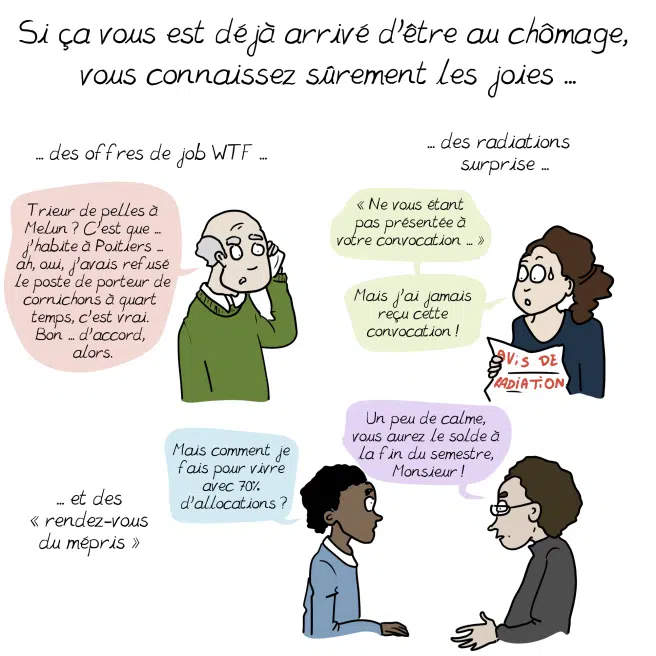 Si ça vous est déjà arrivé d'être au chômage,
vous connaissez sûrement les joies ...
... des offres de job WTF ...
... des radiations
surprise ...
Trieur de pelles à
Melun ? C'est que ...
j'habite à Poitiers ...
ah, oui, j'avais refusé
le poste de porteur de
cornichons à quart
temps, c'est vrai.
Bon ... d'accord,
alors.
« Ne vous étant
pas présentée à
votre convocation ... »
Mais j'ai jamais
reçu cette
convocation !
AVIS DE
RADIATION
... et des
« rendez-vous
du mépris »
Mais comment je
fais pour vivre
avec 70%
d'allocations ?
Un peu de calme,
vous aurez le solde à
la fin du semestre,
Monsieur !